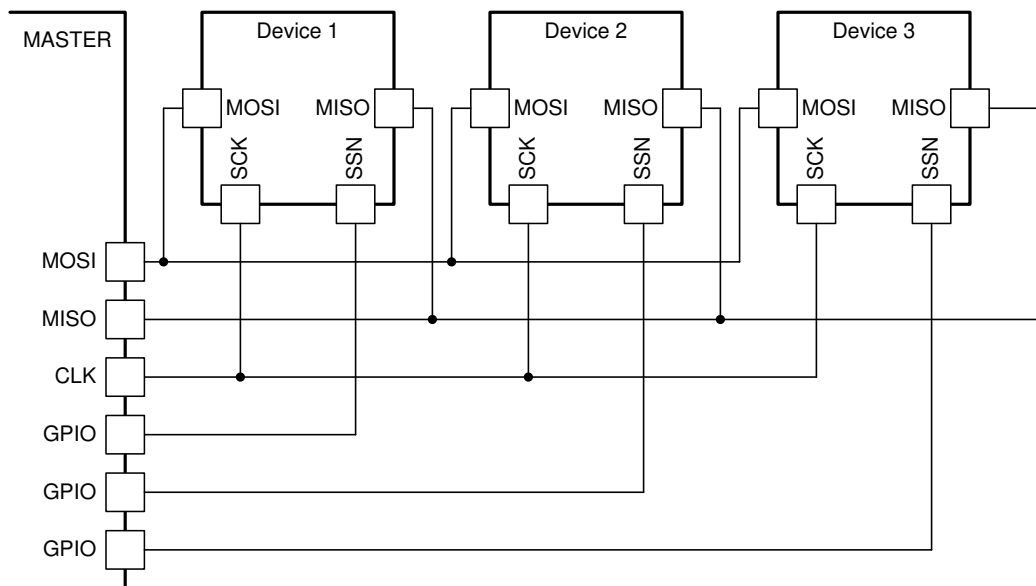 MASTER
Device 1
Device 2
Device 3
MOSI
MISO
MOSI
MISO
MOSI
MISO
SCK
SSN
SCK
SSN
SCK
SSN
MOSI
MISO
CLK
GPIO
GPIO
GPIO